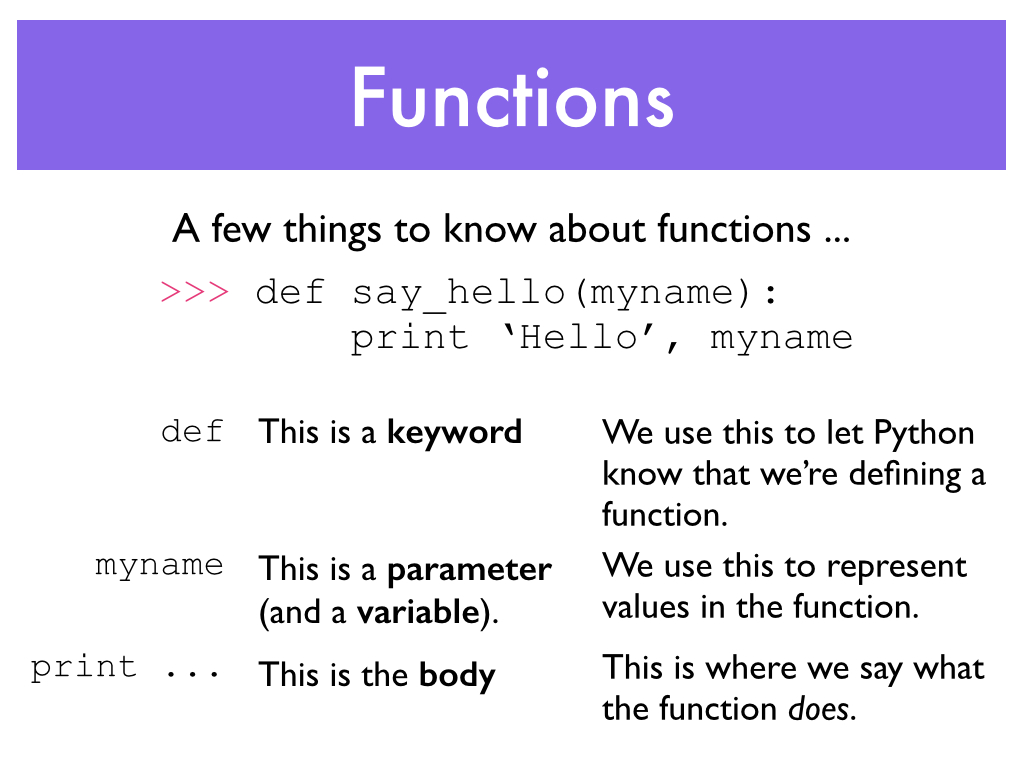 Functions
A few things to know about functions ...
>>> def say_hello(myname):
print ‘Hello’, myname
def This is a keyword We use this to let Python
know that we’re defining a
function.
myname This is a parameter We use this to represent
(and a variable). values in the function.
print ... This is the body This is where we say what
the function does.